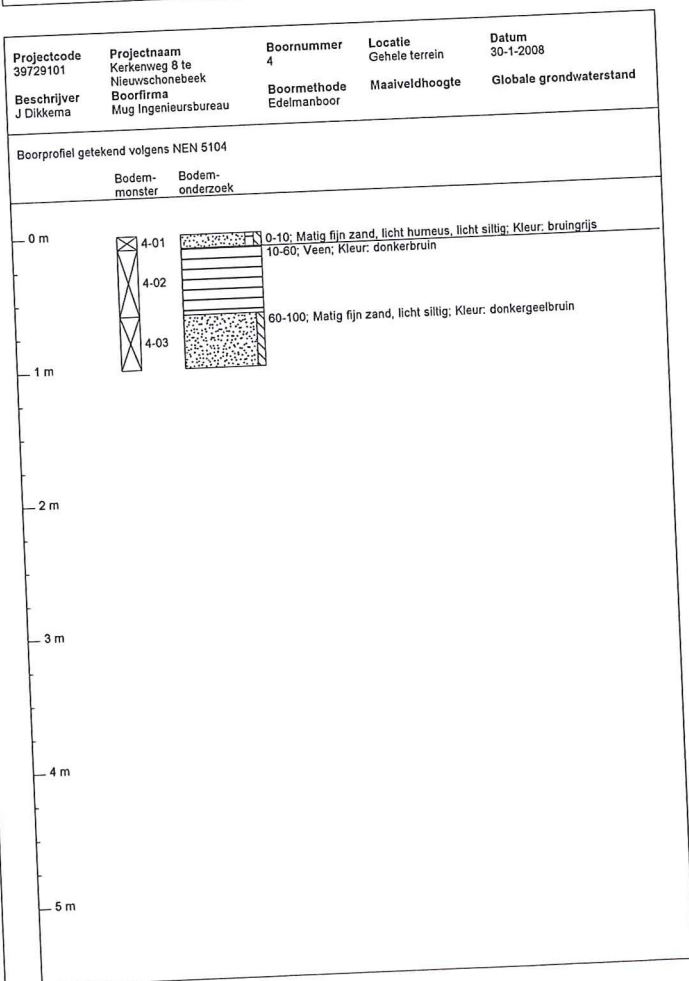 Projectcode Projectnaam Boornummer Locatie Datum
39729101 Kerkenweg 8 te 4 Gehele terrein 30-1-2008
Nieuwschonebeek
Beschrijver Boorfirma Boormethode Maaiveldhoogte Globale grondwaterstand
J Dikkema Mug Ingenieursbureau Edelmanboor
Boorprofiel getekend volgens NEN 5104
Bodem- Bodem-
monster onderzoek
0 m 4-01 0-10; Matig fijn zand, licht humeus, licht siltig; Kleur: bruingrijs
10-60; Veen; Kleur: donkerbruin
4-02
60-100; Matig fijn zand, licht siltig; Kleur: donkergeelbruin
4-03
1 m
2 m
3 m
4 m
5 m